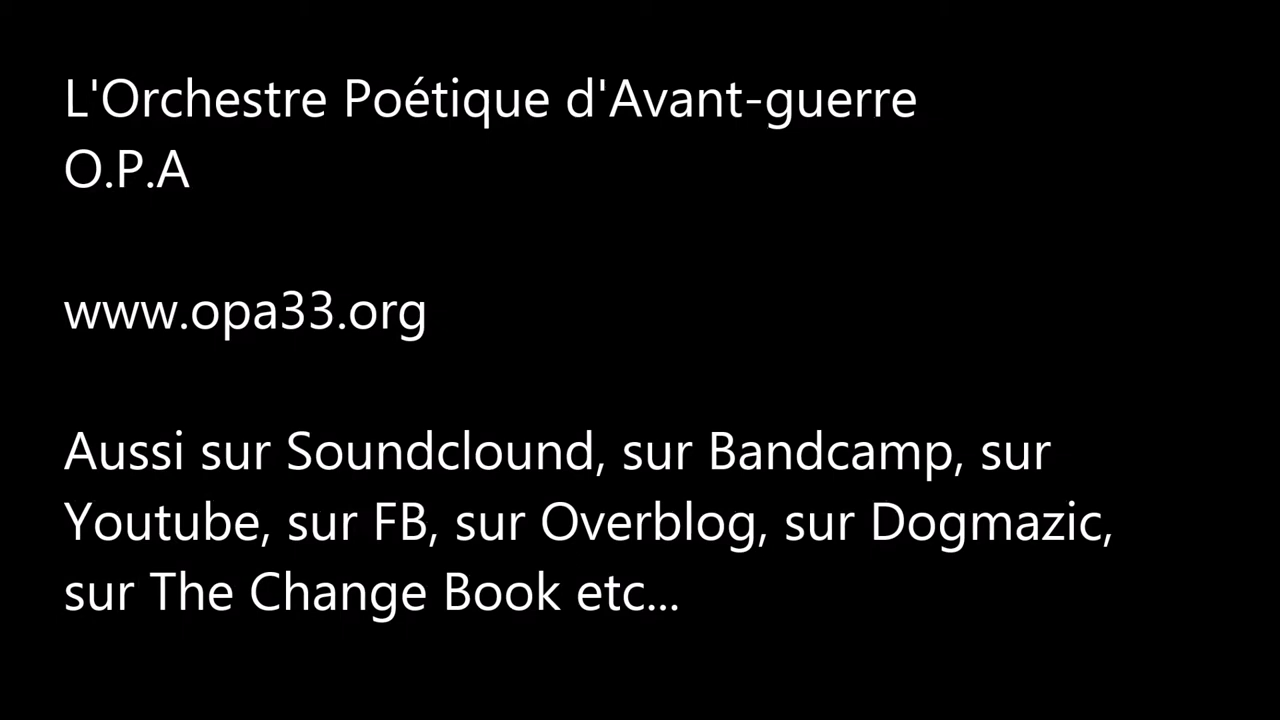 L'Orchestre Poétique d'Avant-guerre
O.P.A
www.opa33.org
Aussi sur Soundclound, sur Bandcamp, sur
Youtube, sur FB, sur Overblog, sur Dogmazic,
sur The Change Book etc...